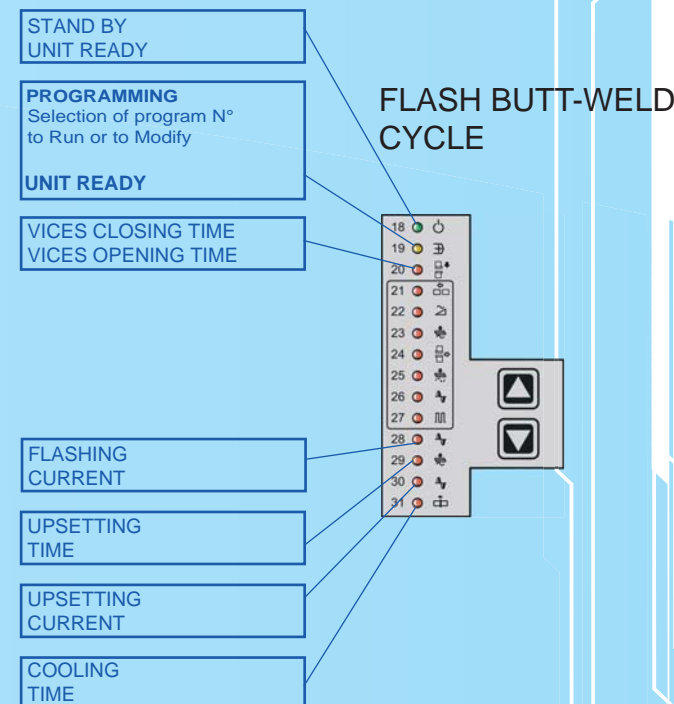 STAND BY
UNIT READY
PROGRAMMING
Selection of program N°
to Run or to Modify
UNIT READY
VICES CLOSING TIME
VICES OPENING TIME
FLASH BUTT-WELD
CYCLE
18
19
20
21
22
23
24
25
26
27
28
29
30
31
FLASHING
CURRENT
UPSETTING
TIME
UPSETTING
CURRENT
COOLING
TIME